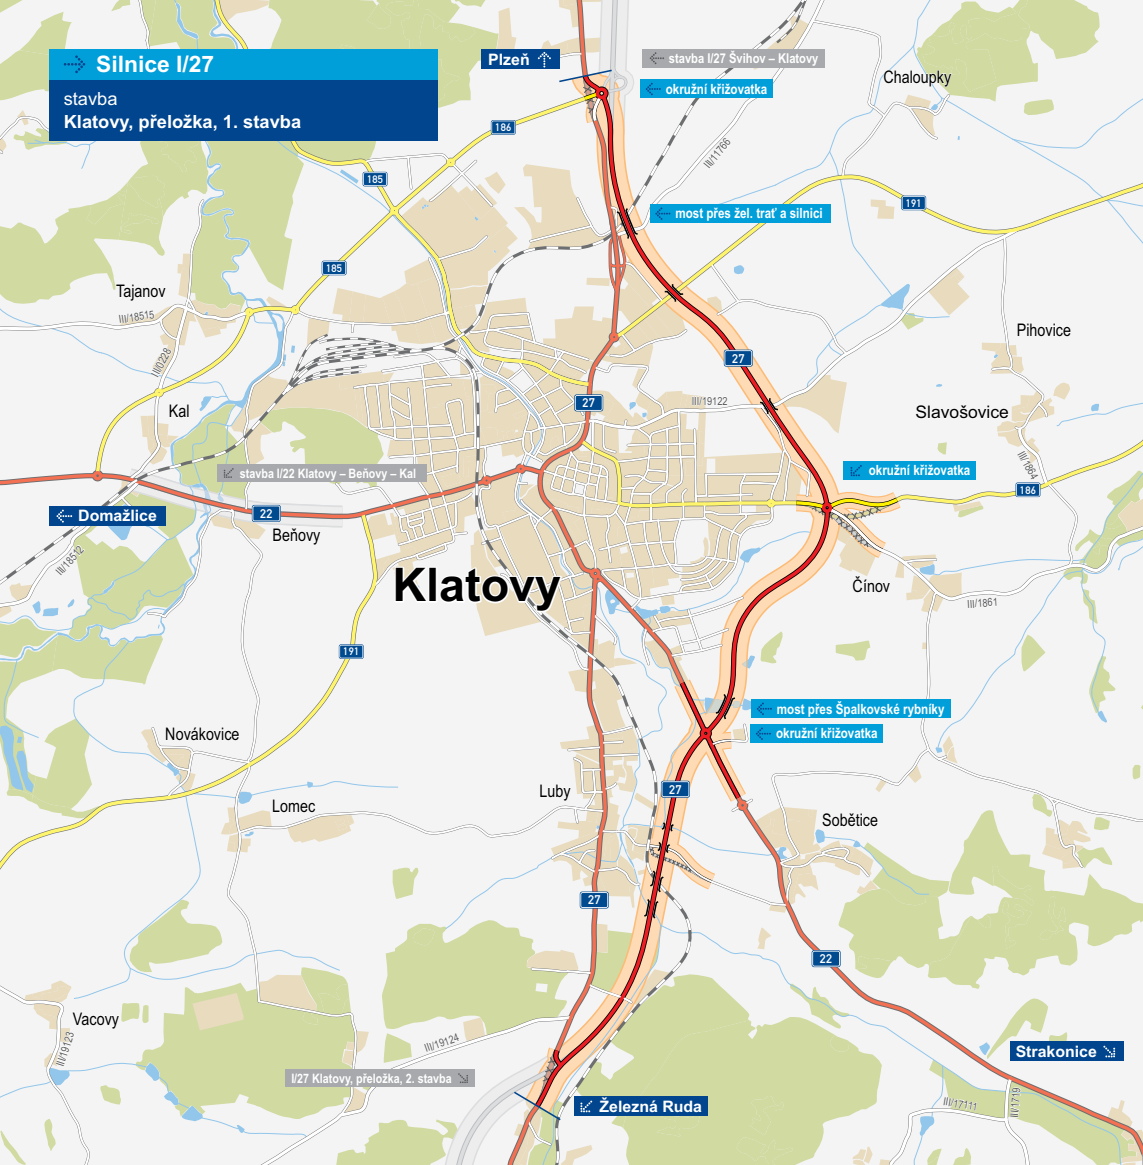 Silnice I/27
stavba
Klatovy, přeložka, 1. stavba
Plzeň
stavba I/27 Švihov – Klatovy
okružní křižovatka
Chaloupky
186
III/11766
185
191
most přes žel. trať a silnici
185
Tajanov
III/18515
Pihovice
III/0228
27
Kal
27
III/19122
Slavošovice
stavba I/22 Klatovy – Beňovy – Kal
okružní křižovatka
III/1864
186
Domažlice
22
Beňovy
III/18512
Klatovy
Čínov
III/1861
191
most přes Špalkovské rybníky
Novákovice
okružní křižovatka
27
Luby
Lomec
Sobětice
27
22
Vacovy
III/19123
III/19124
Strakonice
I/27 Klatovy, přeložka, 2. stavba
Železná Ruda
III/17111
III/1719